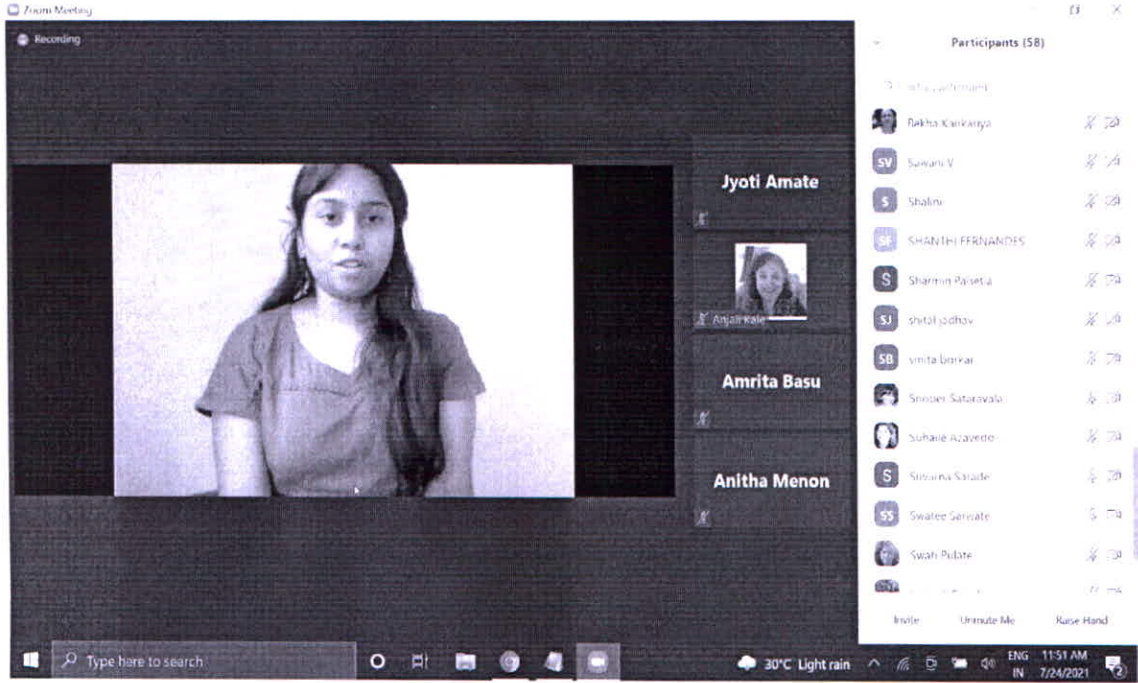 Zoom Meeting
Recording
Jyoti Amate
Anjali Kale
Amrita Basu
Anitha Menon
Participants (58)
Rekha Kankariya
SV Sawani V
S Shalini
SF SHANTHI FERNANDES
S Sharmin Palsetia
SJ shital jadhav
SB smita borkar
Snober Sataravala
Suhaile Azavedo
S Suvarna Sarade
SS Swatee Sarwate
Swati Pulate
Invite Unmute Me Raise Hand
Type here to search
30°C Light rain
ENG 11:51 AM
IN 7/24/2021
2